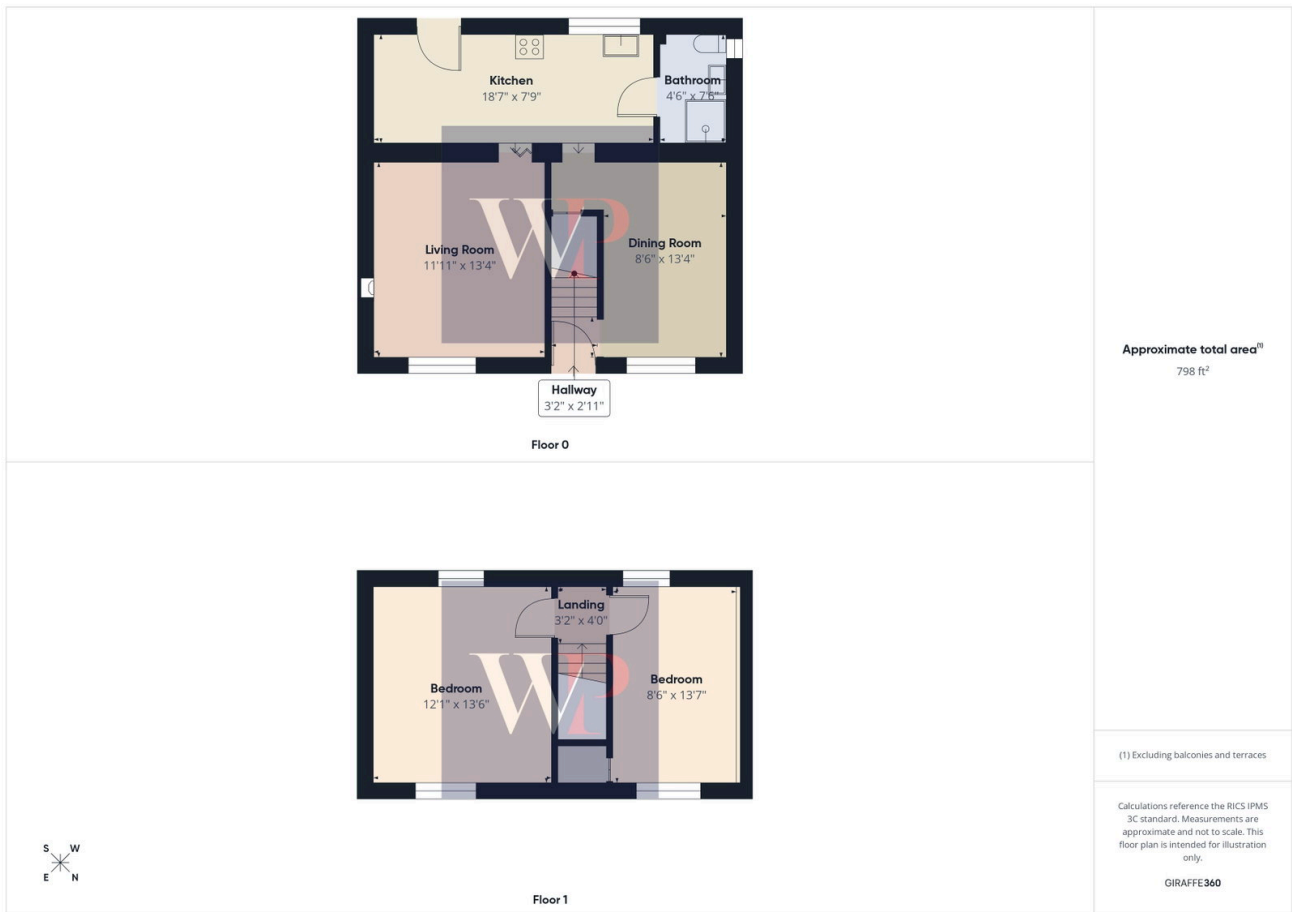 Kitchen
18'7" x 7'9"
Bathroom
4'6" x 7'6"
Living Room
11'11" x 13'4"
Dining Room
8'6" x 13'4"
WP
Hallway
3'2" x 2'11"
Floor 0
Approximate total area⁽¹⁾
798 ft²
Landing
3'2" x 4'0"
Bedroom
12'1" x 13'6"
Bedroom
8'6" x 13'7"
WP
S W
E N
Floor 1
(1) Excluding balconies and terraces
Calculations reference the RICS IPMS
3C standard. Measurements are
approximate and not to scale. This
floor plan is intended for illustration
only.
GIRAFFE360